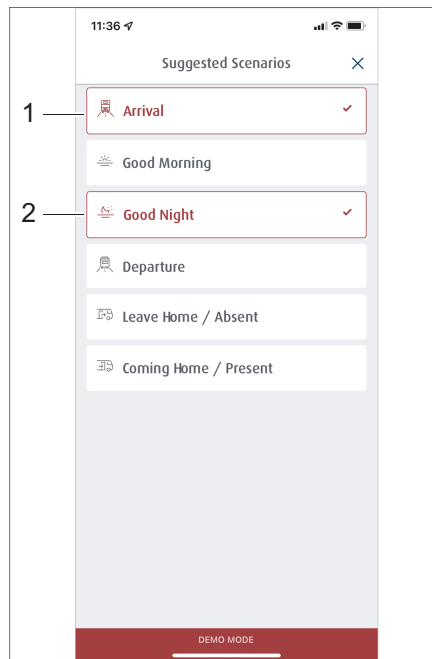 11:36
Suggested Scenarios
1
Arrival
Good Morning
2
Good Night
Departure
Leave Home / Absent
Coming Home / Present
DEMO MODE